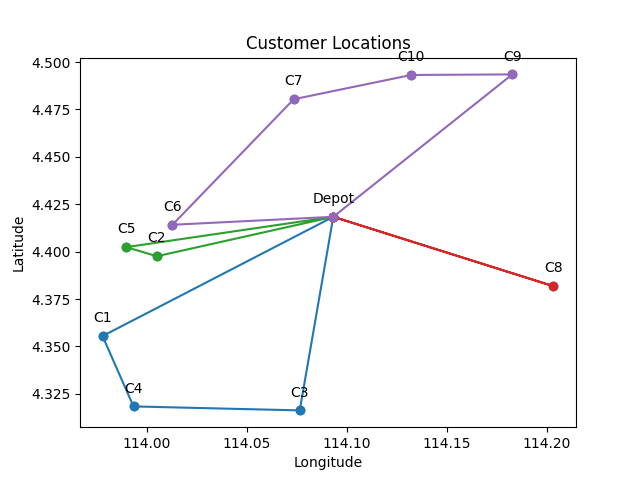 Customer Locations
C10
C9
C7
Depot
C6
C5
C2
C8
C1
C4
C3
4.500
4.475
4.450
4.425
4.400
4.375
4.350
4.325
Latitude
114.00 114.05 114.10 114.15 114.20
Longitude